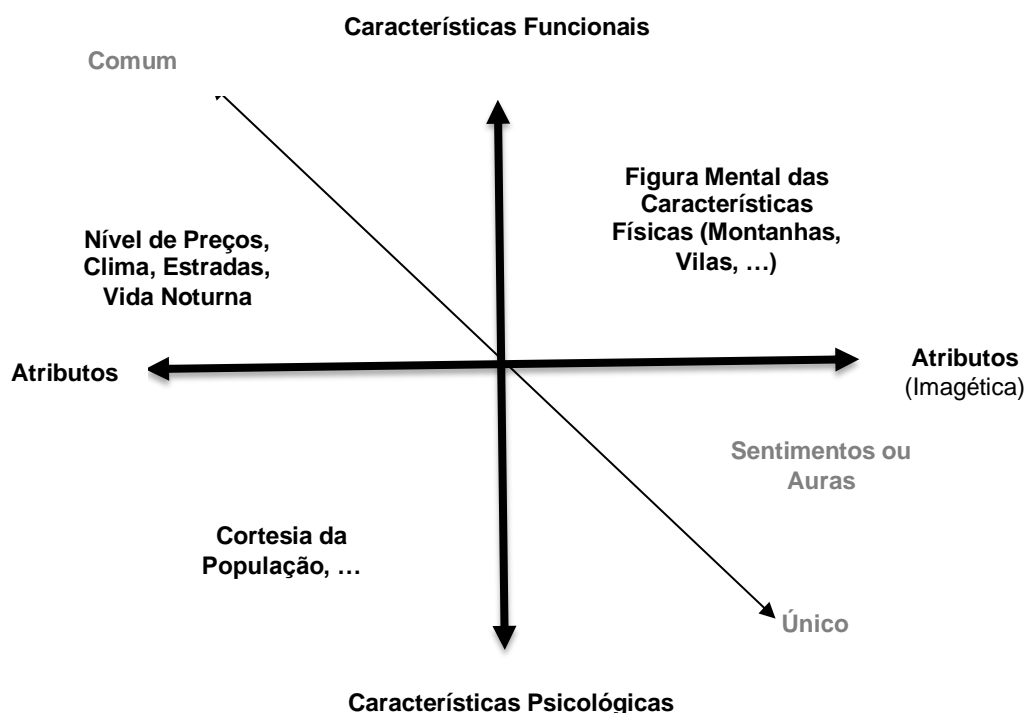 Características Funcionais
Comum
Figura Mental das
Características
Físicas (Montanhas,
Vilas, …)
Nível de Preços,
Clima, Estradas,
Vida Noturna
Atributos
Atributos
(Imagética)
Sentimentos ou
Auras
Cortesia da
População, …
Único
Características Psicológicas